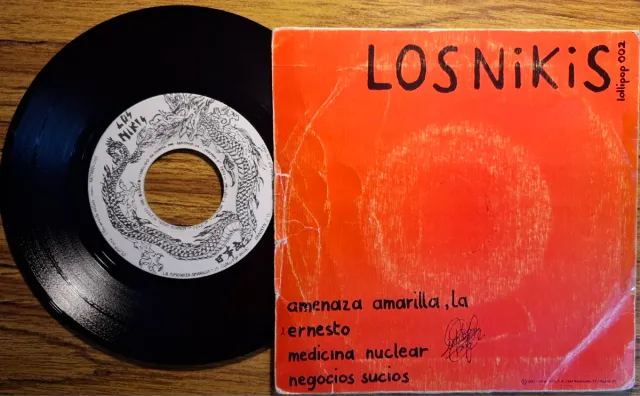 LOS
NIKIS
LOS NiKiS
lollipop 002
amenaza amarilla, la
ernesto
medicina nuclear
negocios sucios